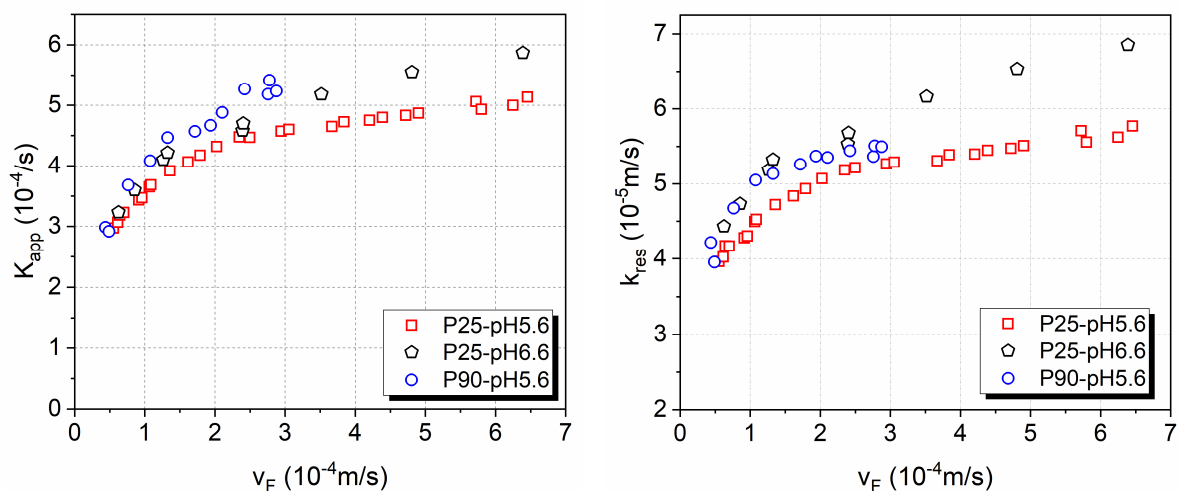 K_app (10^-4/s)
6
5
4
3
2
1
0
P25-pH5.6
P25-pH6.6
P90-pH5.6
0 1 2 3 4 5 6 7
v_F (10^-4m/s)
k_res (10^-5m/s)
7
6
5
4
3
2
P25-pH5.6
P25-pH6.6
P90-pH5.6
0 1 2 3 4 5 6 7
v_F (10^-4m/s)